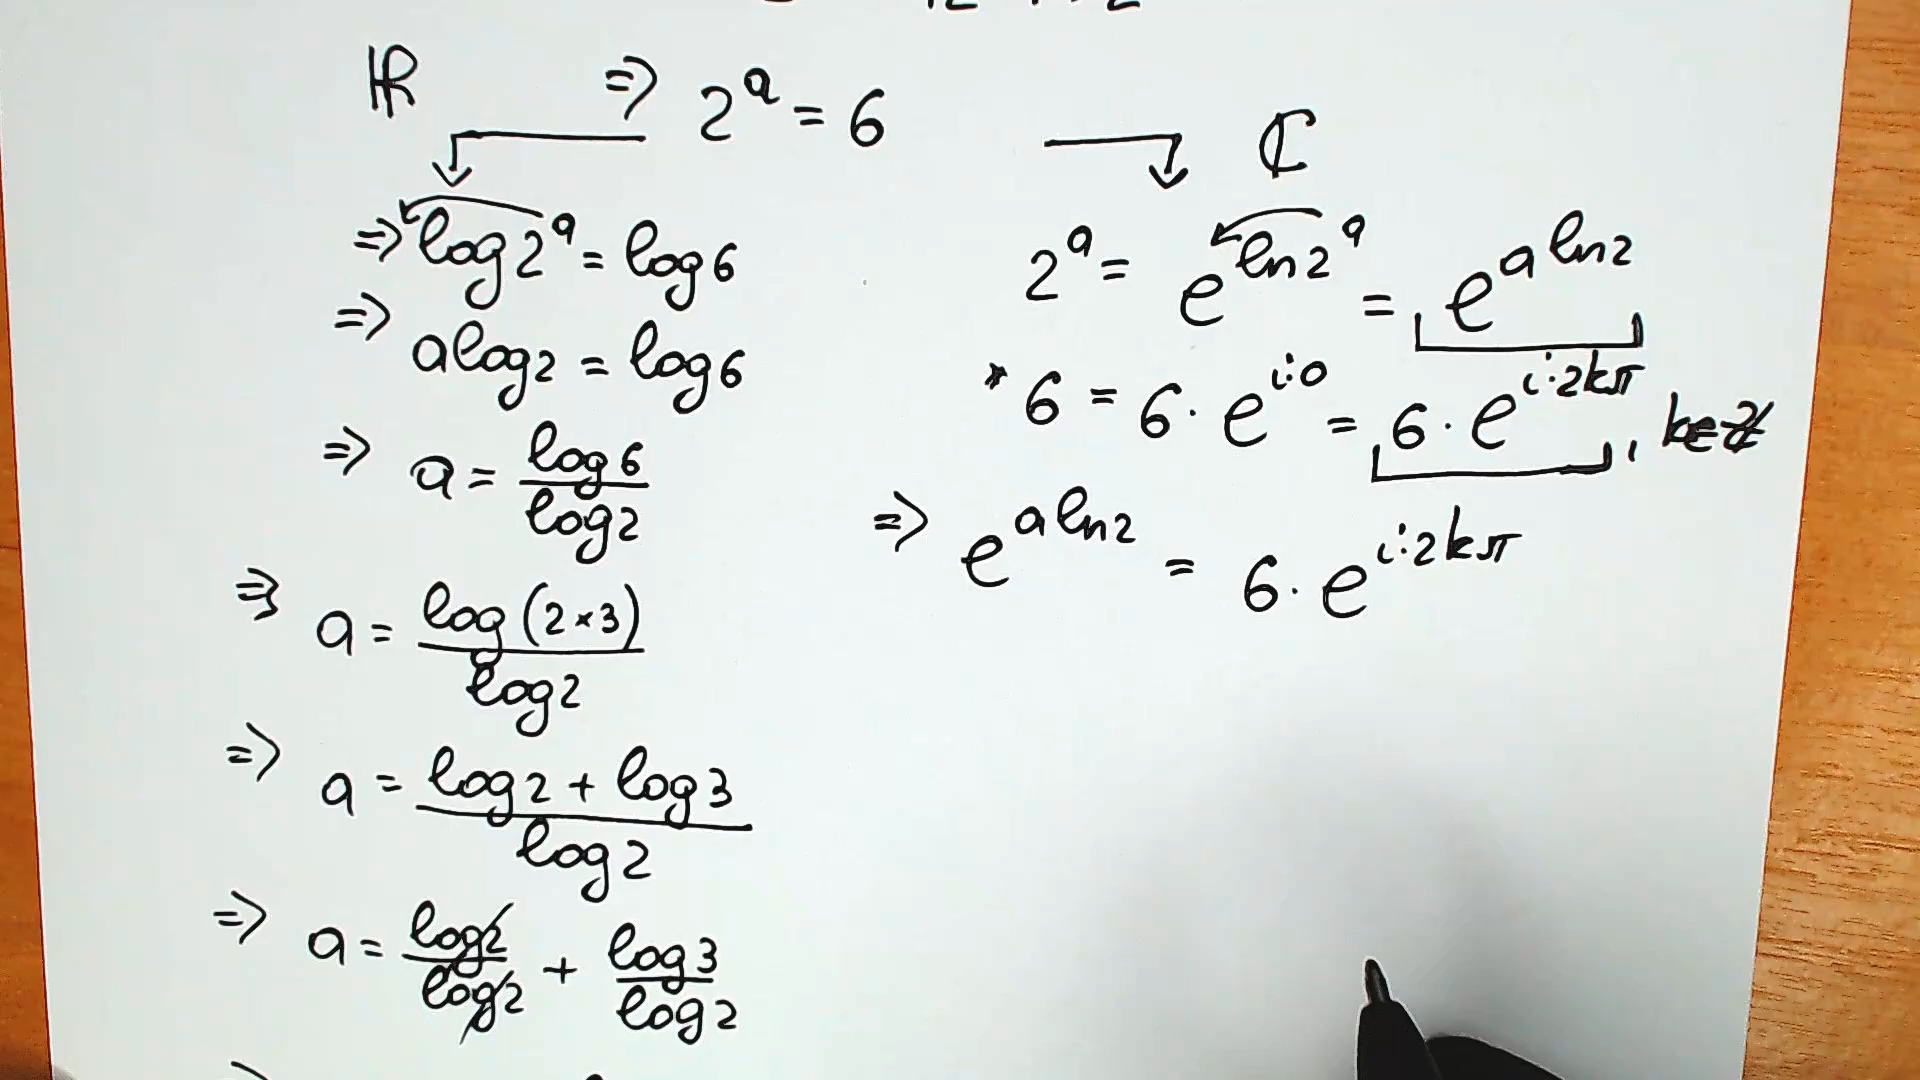 ℝ ⇒ 2^a = 6 ℂ
⇒ log 2^a = log 6
⇒ a log 2 = log 6
⇒ a = log 6 / log 2
⇒ a = log (2 × 3) / log 2
⇒ a = (log 2 + log 3) / log 2
⇒ a = log 2 / log 2 + log 3 / log 2
2^a = e^(ln 2^a) = e^(a ln 2)
* 6 = 6 · e^(i·0) = 6 · e^(i·2kπ), k∈ℤ
⇒ e^(a ln 2) = 6 · e^(i·2kπ)